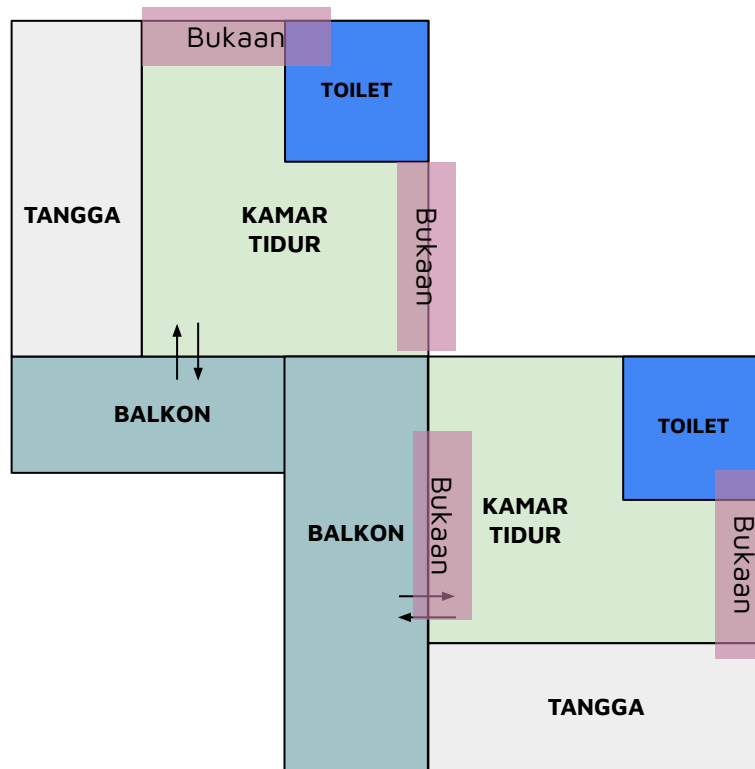 Bukaan
TOILET
TANGGA
KAMAR
TIDUR
Bukaan
BALKON
TOILET
BALKON
Bukaan
KAMAR
TIDUR
Bukaan
TANGGA